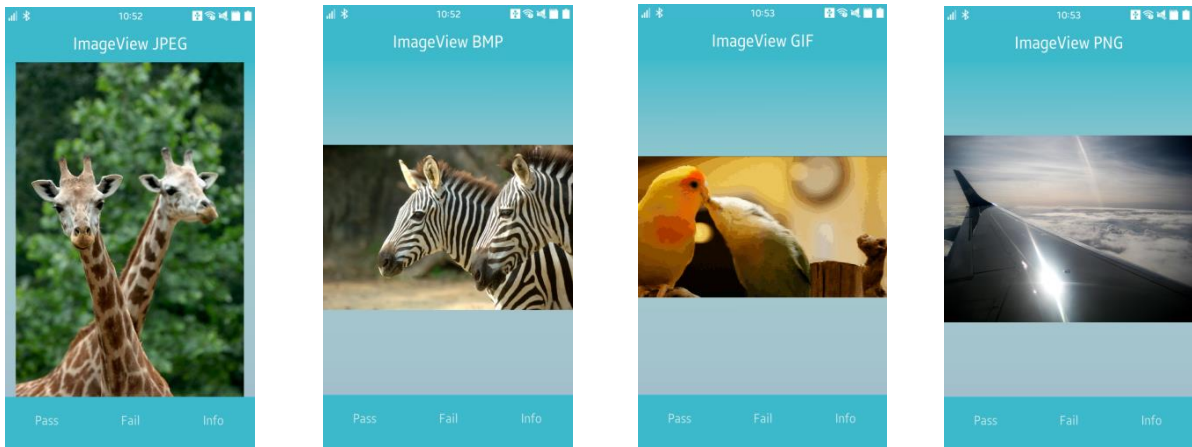 10:52
ImageView JPEG
Pass Fail Info
10:52
ImageView BMP
Pass Fail Info
10:53
ImageView GIF
Pass Fail Info
10:53
ImageView PNG
Pass Fail Info